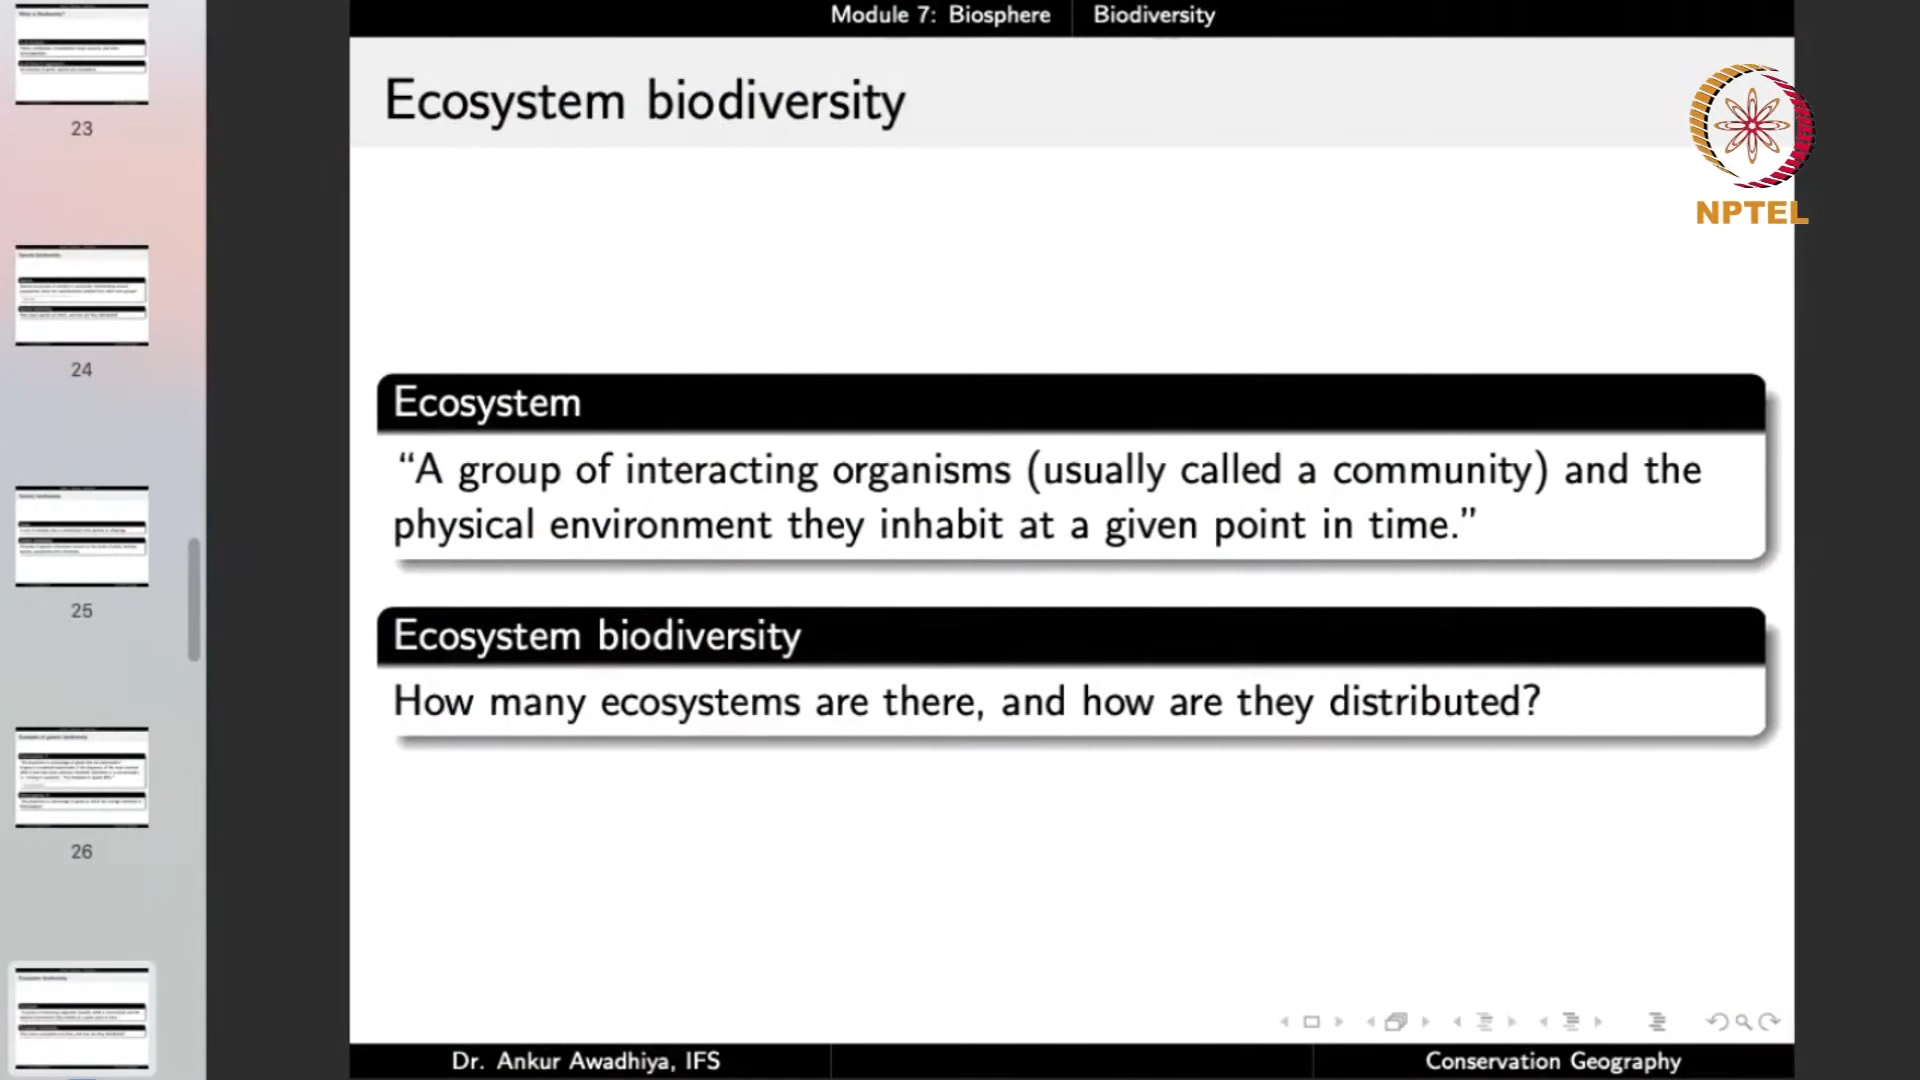 Module 7: Biosphere
Biodiversity
Ecosystem biodiversity
NPTEL
Ecosystem
“A group of interacting organisms (usually called a community) and the
physical environment they inhabit at a given point in time.”
Ecosystem biodiversity
How many ecosystems are there, and how are they distributed?
Dr. Ankur Awadhiya, IFS
Conservation Geography
23
24
25
26